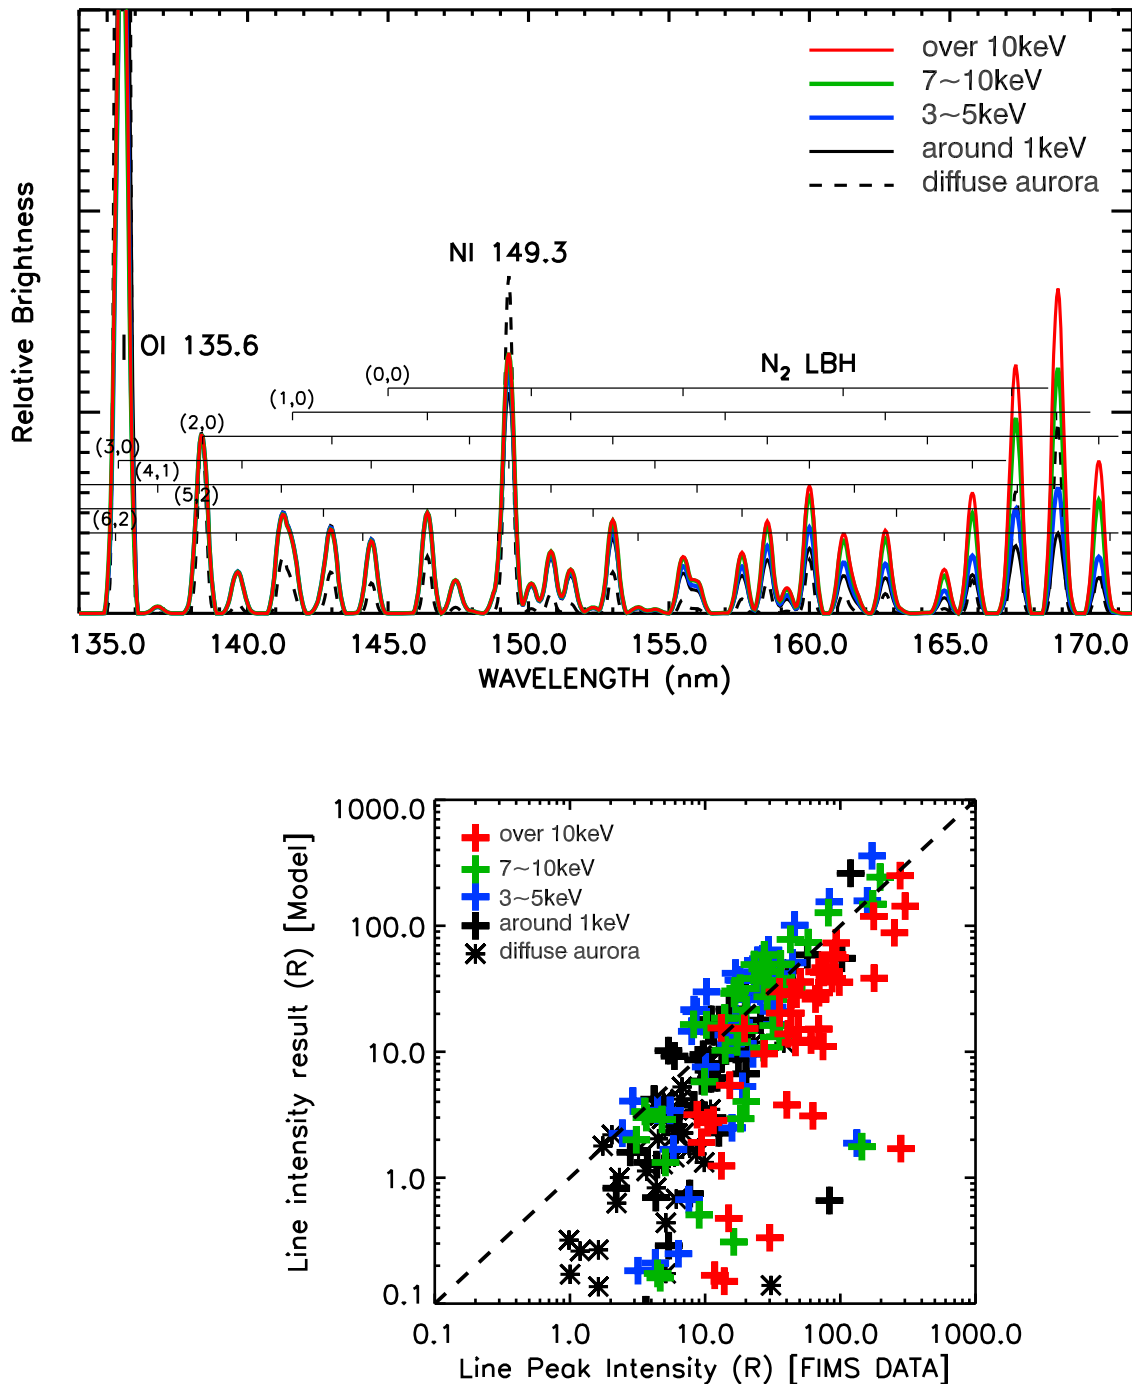 over 10keV
7~10keV
3~5keV
around 1keV
diffuse aurora
Relative Brightness
NI 149.3
OI 135.6
N2 LBH
(0,0)
(1,0)
(2,0)
(3,0)
(4,1)
(5,2)
(6,2)
135.0 140.0 145.0 150.0 155.0 160.0 165.0 170.0
WAVELENGTH (nm)
1000.0
100.0
10.0
1.0
0.1
Line intensity result (R) [Model]
over 10keV
7~10keV
3~5keV
around 1keV
diffuse aurora
0.1 1.0 10.0 100.0 1000.0
Line Peak Intensity (R) [FIMS DATA]